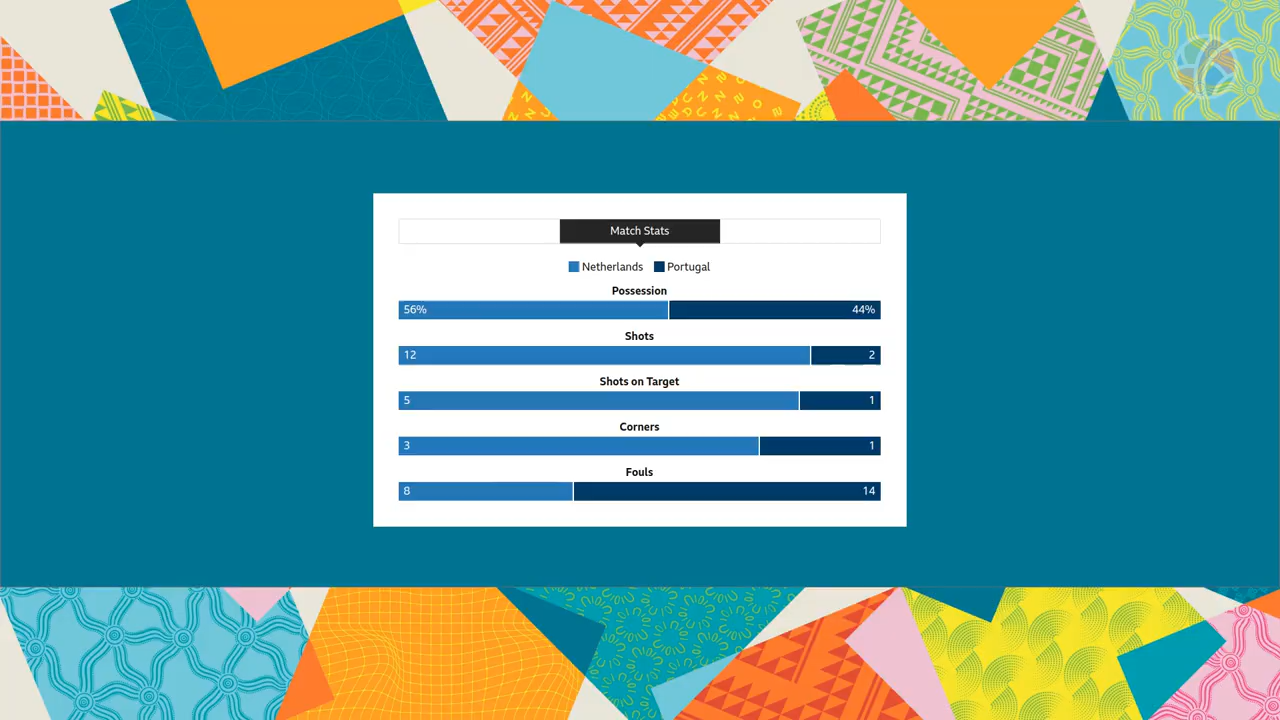 Match Stats
Netherlands Portugal
Possession
56% 44%
Shots
12 2
Shots on Target
5 1
Corners
3 1
Fouls
8 14